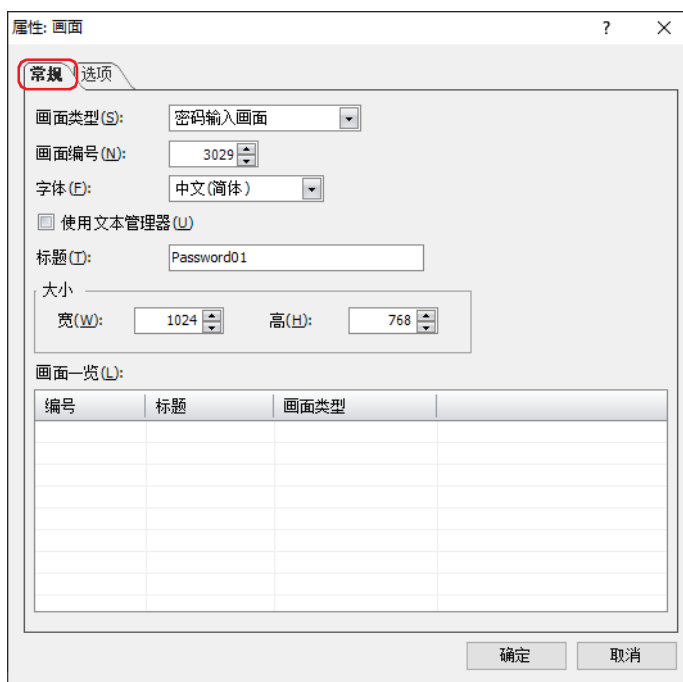 属性: 画面
常规 选项
画面类型(S): 密码输入画面
画面编号(N): 3029
字体(F): 中文(简体)
使用文本管理器(U)
标题(T): Password01
大小
宽(W): 1024 高(H): 768
画面一览(L):
编号 标题 画面类型
确定 取消